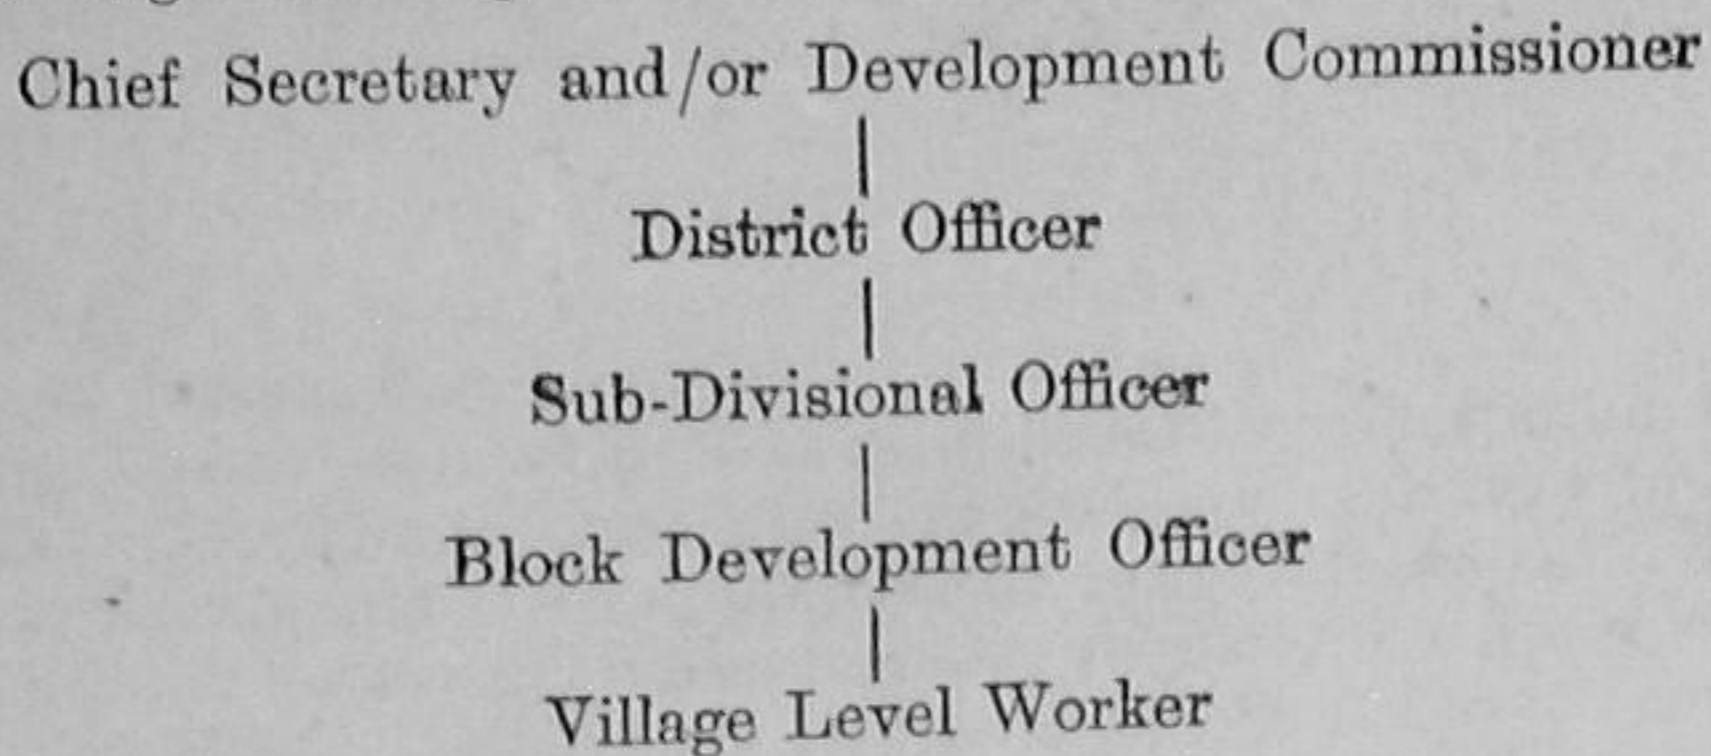 Chief Secretary and/or Development Commissioner
District Officer
Sub-Divisional Officer
Block Development Officer
Village Level Worker